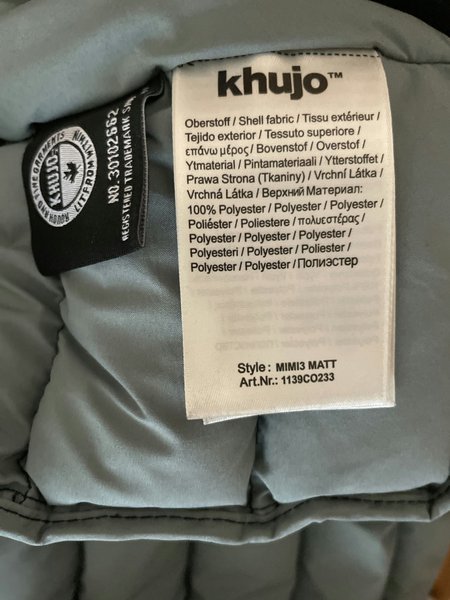 khujo™
Oberstoff / Shell fabric / Tissu extérieur /
Tejido exterior / Tessuto superiore /
επάνω μέρος / Bovenstof / Overstof /
Ytmaterial / Pintamateriaali / Ytterstoffet /
Prawa Strona (Tkaniny) / Vrchní Látka /
Vrchná Látka / Верхний Материал:
100% Polyester / Polyester / Polyester /
Poliéster / Poliestere / πολυεστέρας /
Polyester / Polyester / Polyester /
Polyesteri / Polyester / Poliester /
Polyester / Polyester / Полиэстер
Style : MIMI3 MATT
Art.Nr.: 1139CO233
KHUJO
NO.30102662
REGISTERED TRADEMARK